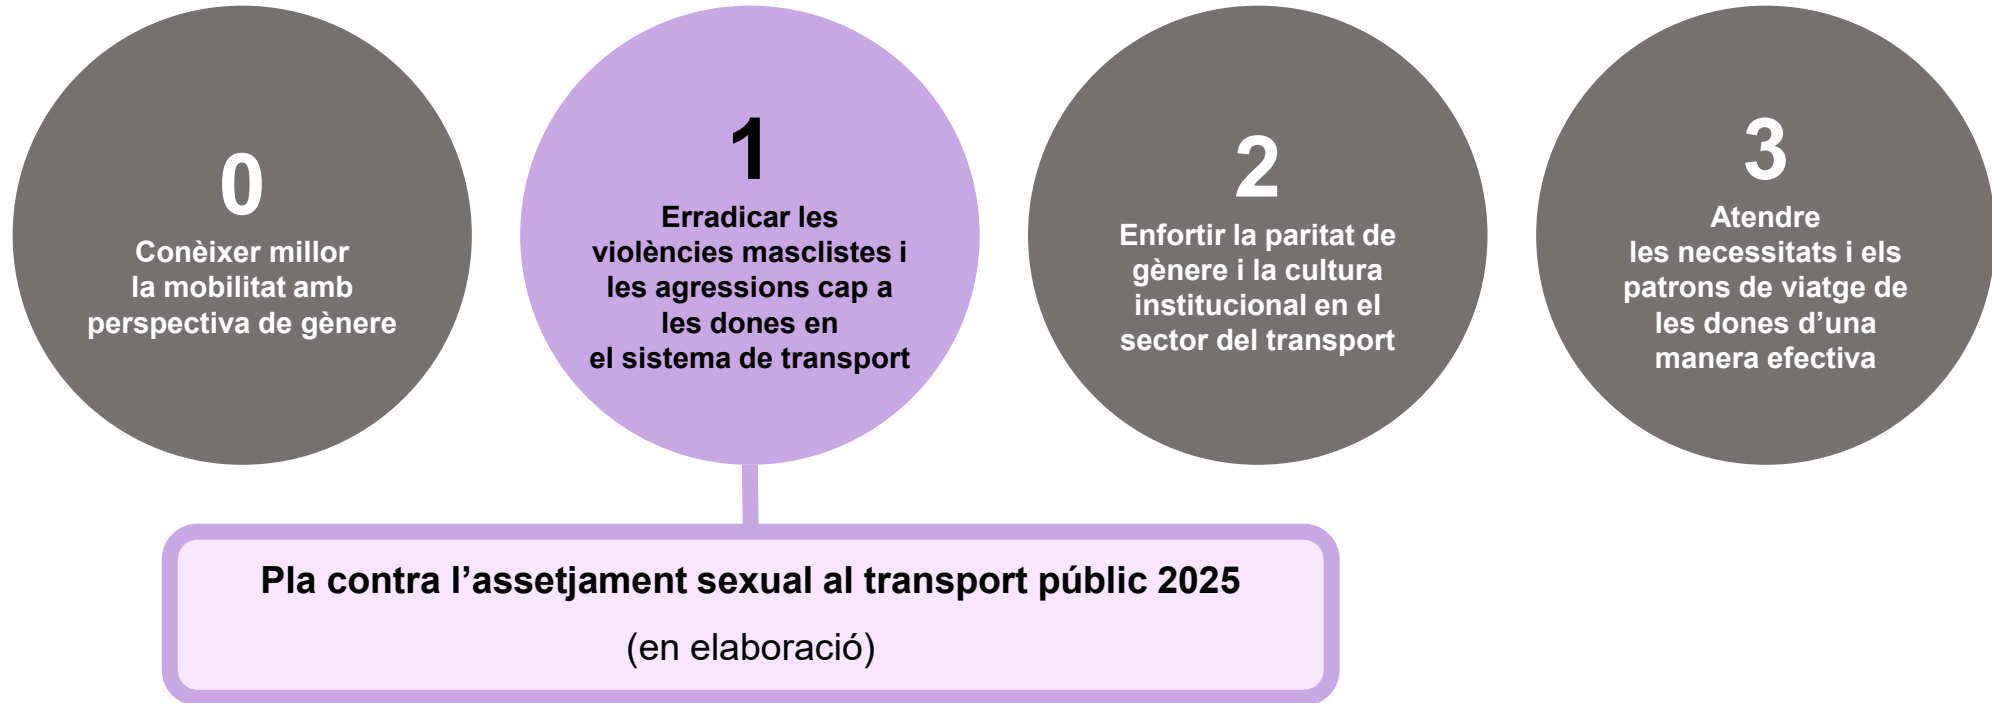 0
Conèixer millor
la mobilitat amb
perspectiva de gènere
1
Erradicar les
violències masclistes i
les agressions cap a
les dones en
el sistema de transport
2
Enfortir la paritat de
gènere i la cultura
institucional en el
sector del transport
3
Atendre
les necessitats i els
patrons de viatge de
les dones d’una
manera efectiva
Pla contra l’assetjament sexual al transport públic 2025
(en elaboració)